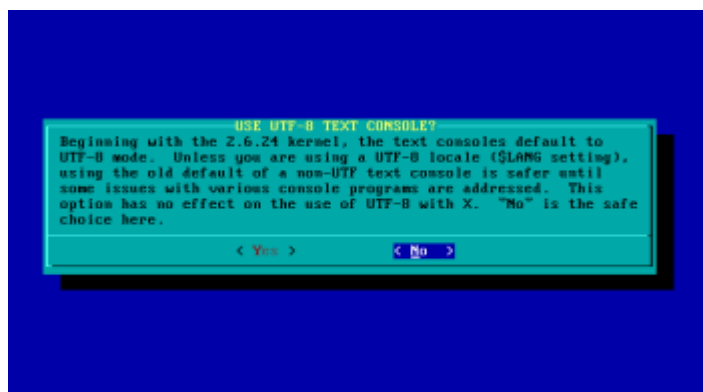 USE UTF-8 TEXT CONSOLE?
Beginning with the 2.6.24 kernel, the text consoles default to
UTF-8 mode.  Unless you are using a UTF-8 locale ($LANG setting),
using the old default of a non-UTF text console is safer until
some issues with various console programs are addressed.  This
option has no effect on the use of UTF-8 with X.  "No" is the safe
choice here.
< Yes > < No >